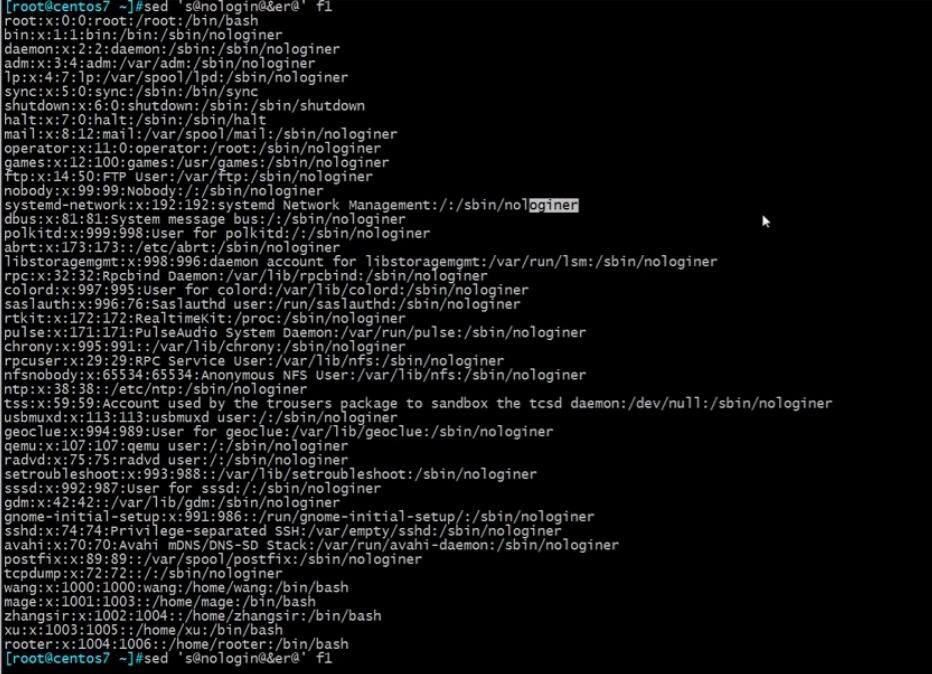 [root@centos7 ~]#sed 's@nologin@&er@' f1
root:x:0:0:root:/root:/bin/bash
bin:x:1:1:bin:/bin:/sbin/nologiner
daemon:x:2:2:daemon:/sbin:/sbin/nologiner
adm:x:3:4:adm:/var/adm:/sbin/nologiner
lp:x:4:7:lp:/var/spool/lpd:/sbin/nologiner
sync:x:5:0:sync:/sbin:/bin/sync
shutdown:x:6:0:shutdown:/sbin:/sbin/shutdown
halt:x:7:0:halt:/sbin:/sbin/halt
mail:x:8:12:mail:/var/spool/mail:/sbin/nologiner
operator:x:11:0:operator:/root:/sbin/nologiner
games:x:12:100:games:/usr/games:/sbin/nologiner
ftp:x:14:50:FTP User:/var/ftp:/sbin/nologiner
nobody:x:99:99:Nobody:/:/sbin/nologiner
systemd-network:x:192:192:systemd Network Management:/:/sbin/nologiner
dbus:x:81:81:System message bus:/:/sbin/nologiner
polkitd:x:999:998:User for polkitd:/:/sbin/nologiner
abrt:x:173:173::/etc/abrt:/sbin/nologiner
libstoragemgmt:x:998:996:daemon account for libstoragemgmt:/var/run/lsm:/sbin/nologiner
rpc:x:32:32:Rpcbind Daemon:/var/lib/rpcbind:/sbin/nologiner
colord:x:997:995:User for colord:/var/lib/colord:/sbin/nologiner
saslauth:x:996:76:Saslauthd user:/run/saslauthd:/sbin/nologiner
rtkit:x:172:172:RealtimeKit:/proc:/sbin/nologiner
pulse:x:171:171:PulseAudio System Daemon:/var/run/pulse:/sbin/nologiner
chrony:x:995:991::/var/lib/chrony:/sbin/nologiner
rpcuser:x:29:29:RPC Service User:/var/lib/nfs:/sbin/nologiner
nfsnobody:x:65534:65534:Anonymous NFS User:/var/lib/nfs:/sbin/nologiner
ntp:x:38:38::/etc/ntp:/sbin/nologiner
tss:x:59:59:Account used by the trousers package to sandbox the tcsd daemon:/dev/null:/sbin/nologiner
usbmuxd:x:113:113:usbmuxd user:/:/sbin/nologiner
geoclue:x:994:989:User for geoclue:/var/lib/geoclue:/sbin/nologiner
qemu:x:107:107:qemu user:/:/sbin/nologiner
radvd:x:75:75:radvd user:/:/sbin/nologiner
setroubleshoot:x:993:988::/var/lib/setroubleshoot:/sbin/nologiner
sssd:x:992:987:User for sssd:/:/sbin/nologiner
gdm:x:42:42::/var/lib/gdm:/sbin/nologiner
gnome-initial-setup:x:991:986::/run/gnome-initial-setup/:/sbin/nologiner
sshd:x:74:74:Privilege-separated SSH:/var/empty/sshd:/sbin/nologiner
avahi:x:70:70:Avahi mDNS/DNS-SD Stack:/var/run/avahi-daemon:/sbin/nologiner
postfix:x:89:89::/var/spool/postfix:/sbin/nologiner
tcpdump:x:72:72::/:/sbin/nologiner
wang:x:1000:1000:wang:/home/wang:/bin/bash
mage:x:1001:1003::/home/mage:/bin/bash
zhangsir:x:1002:1004::/home/zhangsir:/bin/bash
xu:x:1003:1005::/home/xu:/bin/bash
rooter:x:1004:1006::/home/rooter:/bin/bash
[root@centos7 ~]#sed 's@nologin@&er@' f1